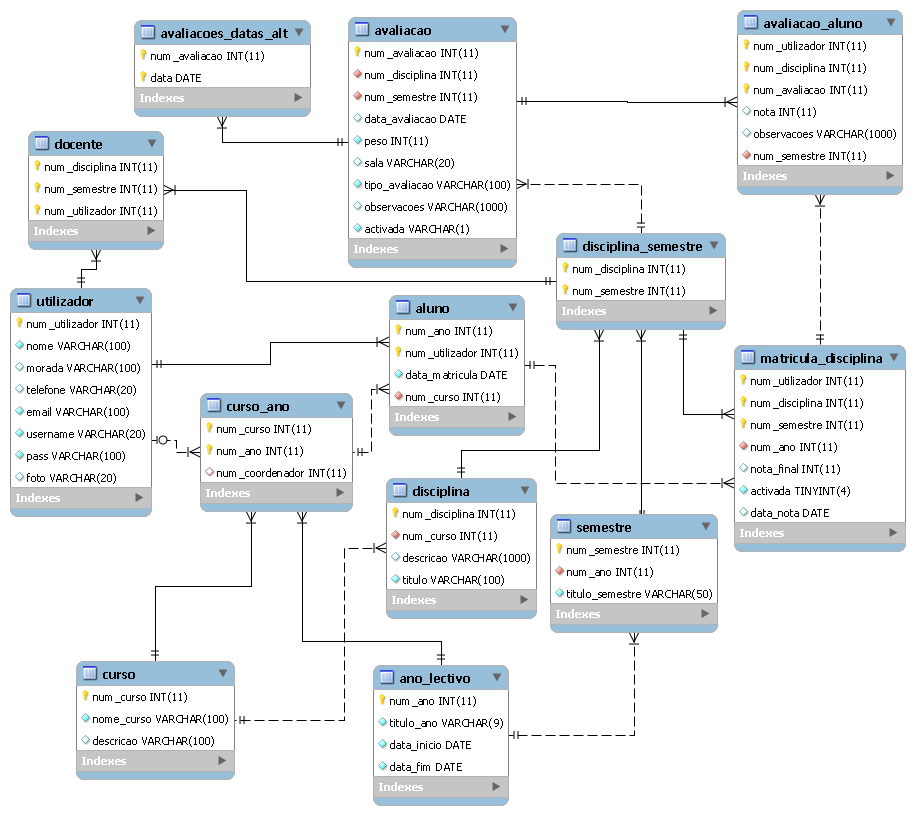 avaliacoes_datas_alt
num_avaliacao INT(11)
data DATE
Indexes
avaliacao
num_avaliacao INT(11)
num_disciplina INT(11)
num_semestre INT(11)
data_avaliacao DATE
peso INT(11)
sala VARCHAR(20)
tipo_avaliacao VARCHAR(100)
observacoes VARCHAR(1000)
activada VARCHAR(1)
Indexes
avaliacao_aluno
num_utilizador INT(11)
num_disciplina INT(11)
num_avaliacao INT(11)
nota INT(11)
observacoes VARCHAR(1000)
num_semestre INT(11)
Indexes
docente
num_disciplina INT(11)
num_semestre INT(11)
num_utilizador INT(11)
Indexes
disciplina_semestre
num_disciplina INT(11)
num_semestre INT(11)
Indexes
utilizador
num_utilizador INT(11)
nome VARCHAR(100)
morada VARCHAR(100)
telefone VARCHAR(20)
email VARCHAR(100)
username VARCHAR(20)
pass VARCHAR(100)
foto VARCHAR(20)
Indexes
aluno
num_ano INT(11)
num_utilizador INT(11)
data_matricula DATE
num_curso INT(11)
Indexes
matricula_disciplina
num_utilizador INT(11)
num_disciplina INT(11)
num_semestre INT(11)
num_ano INT(11)
nota_final INT(11)
activada TINYINT(4)
data_nota DATE
Indexes
curso_ano
num_curso INT(11)
num_ano INT(11)
num_coordenador INT(11)
Indexes
disciplina
num_disciplina INT(11)
num_curso INT(11)
descricao VARCHAR(1000)
titulo VARCHAR(100)
Indexes
semestre
num_semestre INT(11)
num_ano INT(11)
titulo_semestre VARCHAR(50)
Indexes
curso
num_curso INT(11)
nome_curso VARCHAR(100)
descricao VARCHAR(100)
Indexes
ano_lectivo
num_ano INT(11)
titulo_ano VARCHAR(9)
data_inicio DATE
data_fim DATE
Indexes